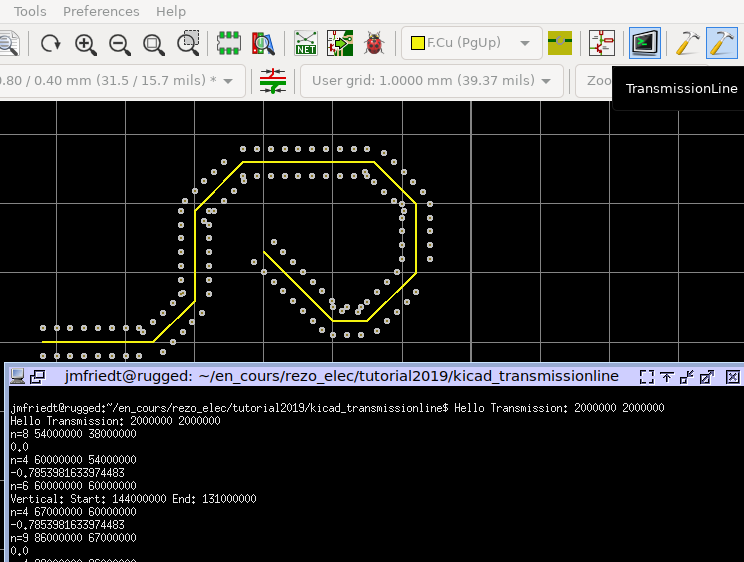 Tools Preferences Help
NET
F.Cu (PgUp)
0.80 / 0.40 mm (31.5 / 15.7 mils) *
User grid: 1.0000 mm (39.37 mils)
Zoo
TransmissionLine
jmfriedt@rugged: ~/en_cours/rezo_elec/tutorial2019/kicad_transmissionline
jmfriedt@rugged:~/en_cours/rezo_elec/tutorial2019/kicad_transmissionline$ Hello Transmission: 2000000 2000000
Hello Transmission: 2000000 2000000
n=8 54000000 38000000
0.0
n=4 60000000 54000000
-0.7853981633974483
n=6 60000000 60000000
Vertical: Start: 144000000 End: 131000000
n=4 67000000 60000000
-0.7853981633974483
n=9 86000000 67000000
0.0